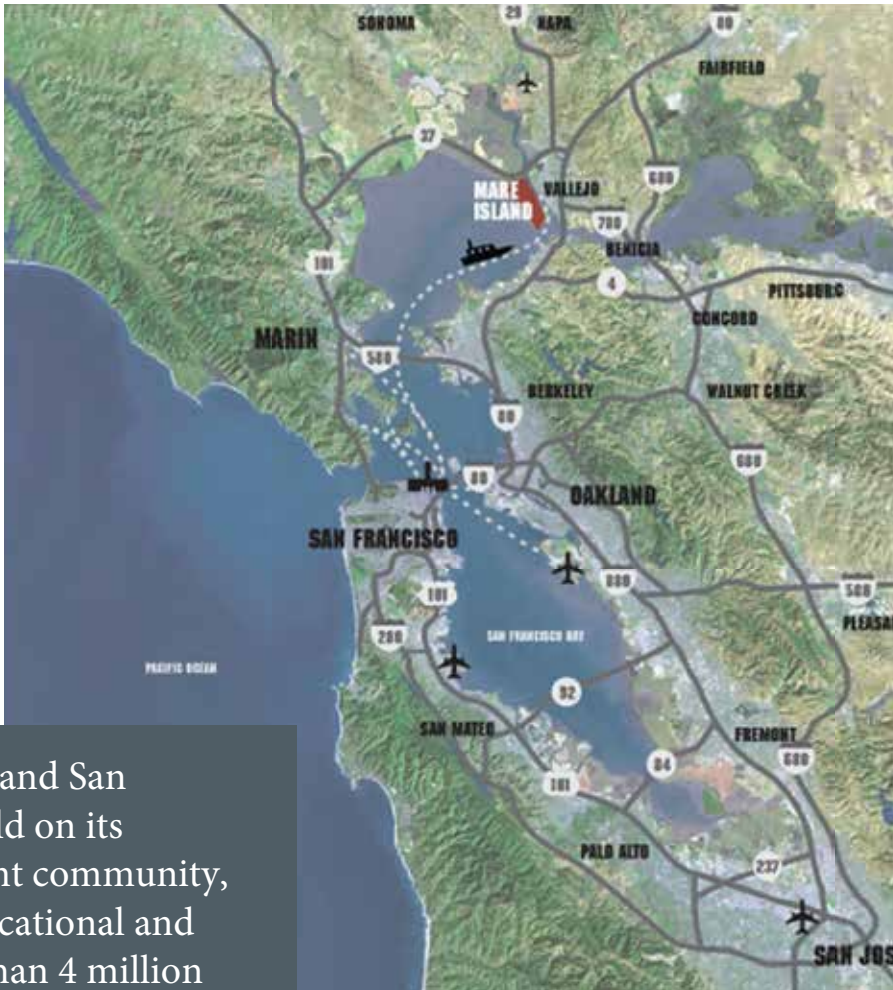 SONOMA
29
NAPA
80
FAIRFIELD
37
MARE
ISLAND
VALLEJO
680
780
BENICIA
101
4
PITTSBURG
CONCORD
MARIN
580
BERKELEY
WALNUT CREEK
80
680
80
OAKLAND
SAN FRANCISCO
880
580
101
PLEASA
280
SAN FRANCISCO BAY
PACIFIC OCEAN
92
SAN MATEO
FREMONT
84
680
101
PALO ALTO
237
SAN JOS
and San
ld on its
nt community,
cational and
han 4 million